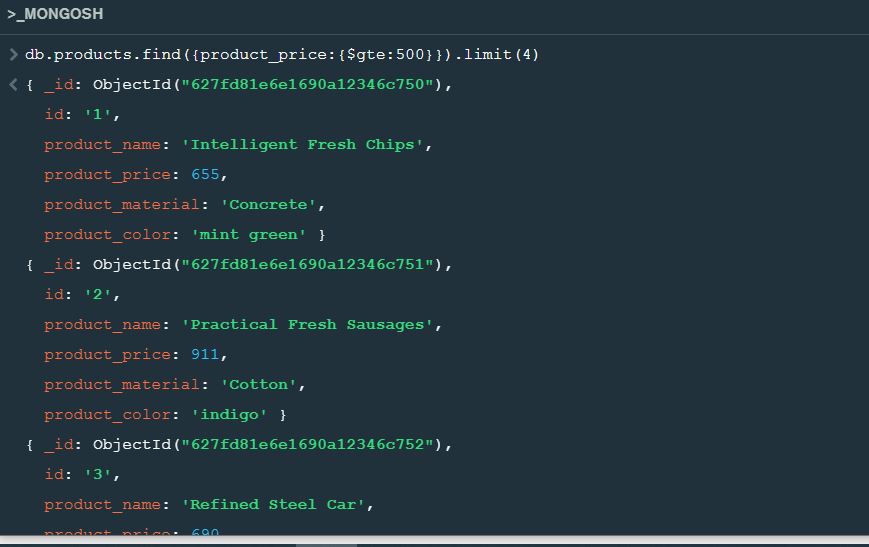 >_MONGOSH
> db.products.find({product_price:{$gte:500}}).limit(4)
< { _id: ObjectId("627fd81e6e1690a12346c750"),
id: '1',
product_name: 'Intelligent Fresh Chips',
product_price: 655,
product_material: 'Concrete',
product_color: 'mint green' }
{ _id: ObjectId("627fd81e6e1690a12346c751"),
id: '2',
product_name: 'Practical Fresh Sausages',
product_price: 911,
product_material: 'Cotton',
product_color: 'indigo' }
{ _id: ObjectId("627fd81e6e1690a12346c752"),
id: '3',
product_name: 'Refined Steel Car',
product_price: 690